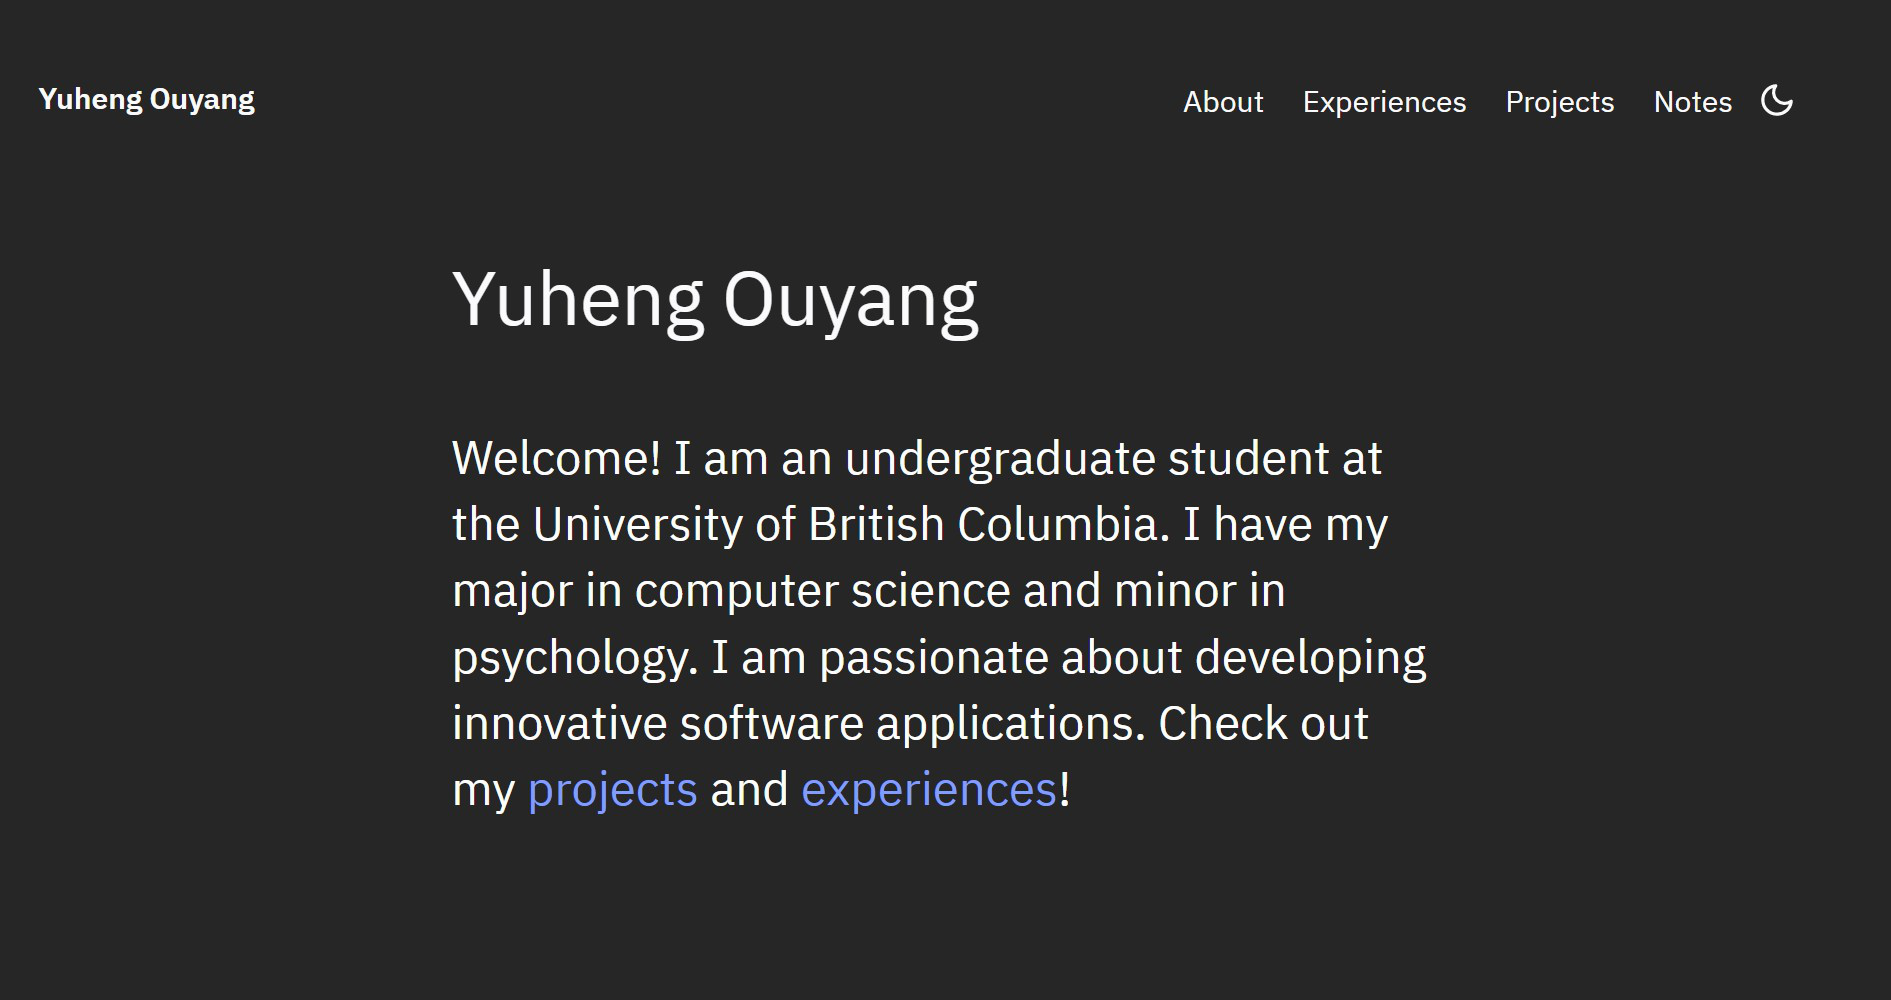 Yuheng Ouyang
About Experiences Projects Notes
Yuheng Ouyang
Welcome! I am an undergraduate student at
the University of British Columbia. I have my
major in computer science and minor in
psychology. I am passionate about developing
innovative software applications. Check out
my projects and experiences!